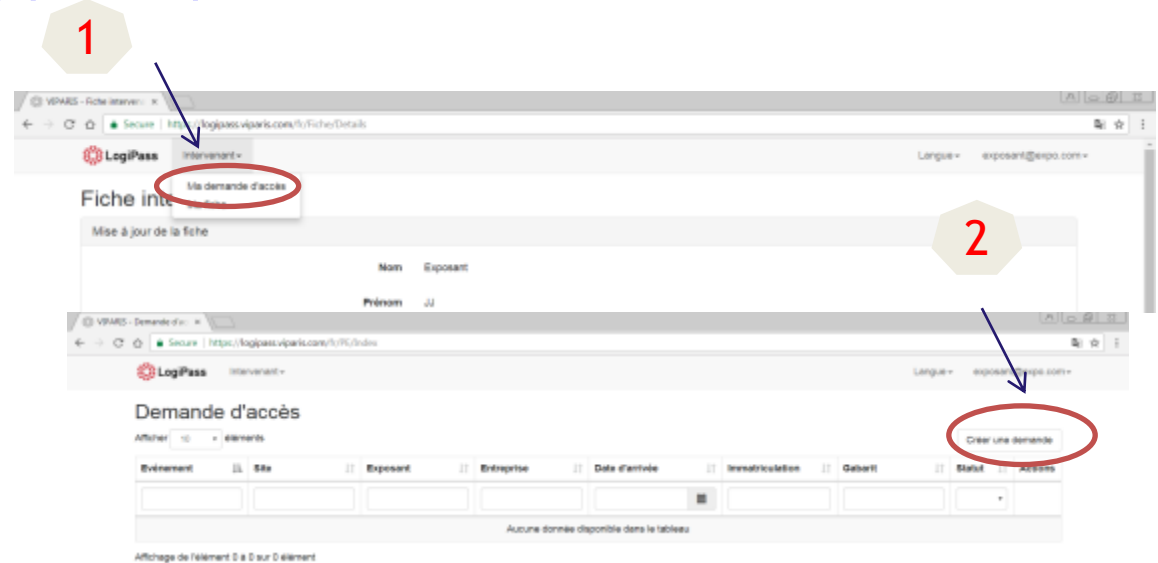 1
VIPARIS - Fiche interven
Secure | https://logipass.viparis.com/fr/Fiche/Details
LogiPass Intervenant Langue exposant@expo.com
Ma demande d'accès
Fiche inte
Mise à jour de la fiche
2
Nom Exposant
Prénom JJ
VIPARIS - Demande d'ac
Secure | https://logipass.viparis.com/fr/PE/Index
LogiPass Intervenant Langue exposant@expo.com
Demande d'accès
Afficher 10 éléments
Créer une demande
Evénement Site Exposant Entreprise Date d'arrivée Immatriculation Gabarit Statut Actions
Aucune donnée disponible dans le tableau
Affichage de l'élément 0 à 0 sur 0 élément